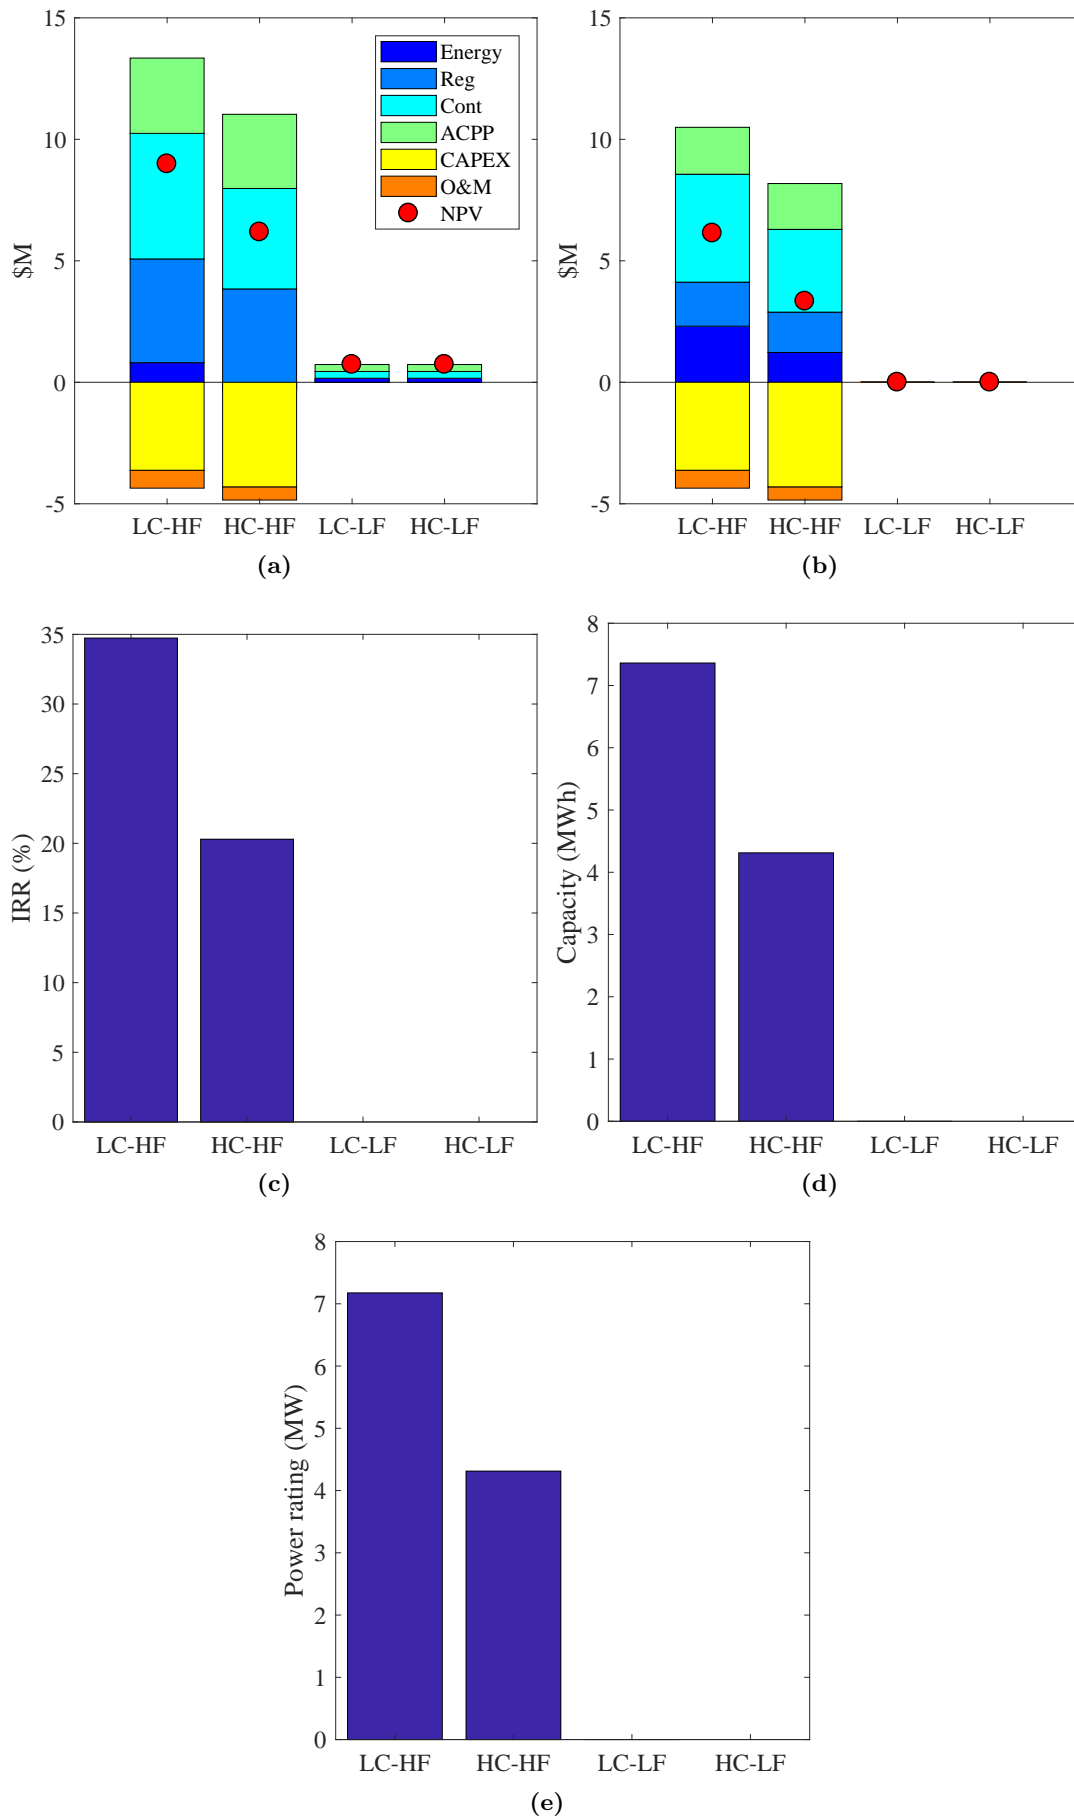 15
10
5
0
-5
$M
Energy
Reg
Cont
ACPP
CAPEX
O&M
NPV
LC-HF HC-HF LC-LF HC-LF
(a)
15
10
5
0
-5
$M
LC-HF HC-HF LC-LF HC-LF
(b)
35
30
25
20
15
10
5
0
IRR (%)
LC-HF HC-HF LC-LF HC-LF
(c)
8
7
6
5
4
3
2
1
0
Capacity (MWh)
LC-HF HC-HF LC-LF HC-LF
(d)
8
7
6
5
4
3
2
1
0
Power rating (MW)
LC-HF HC-HF LC-LF HC-LF
(e)